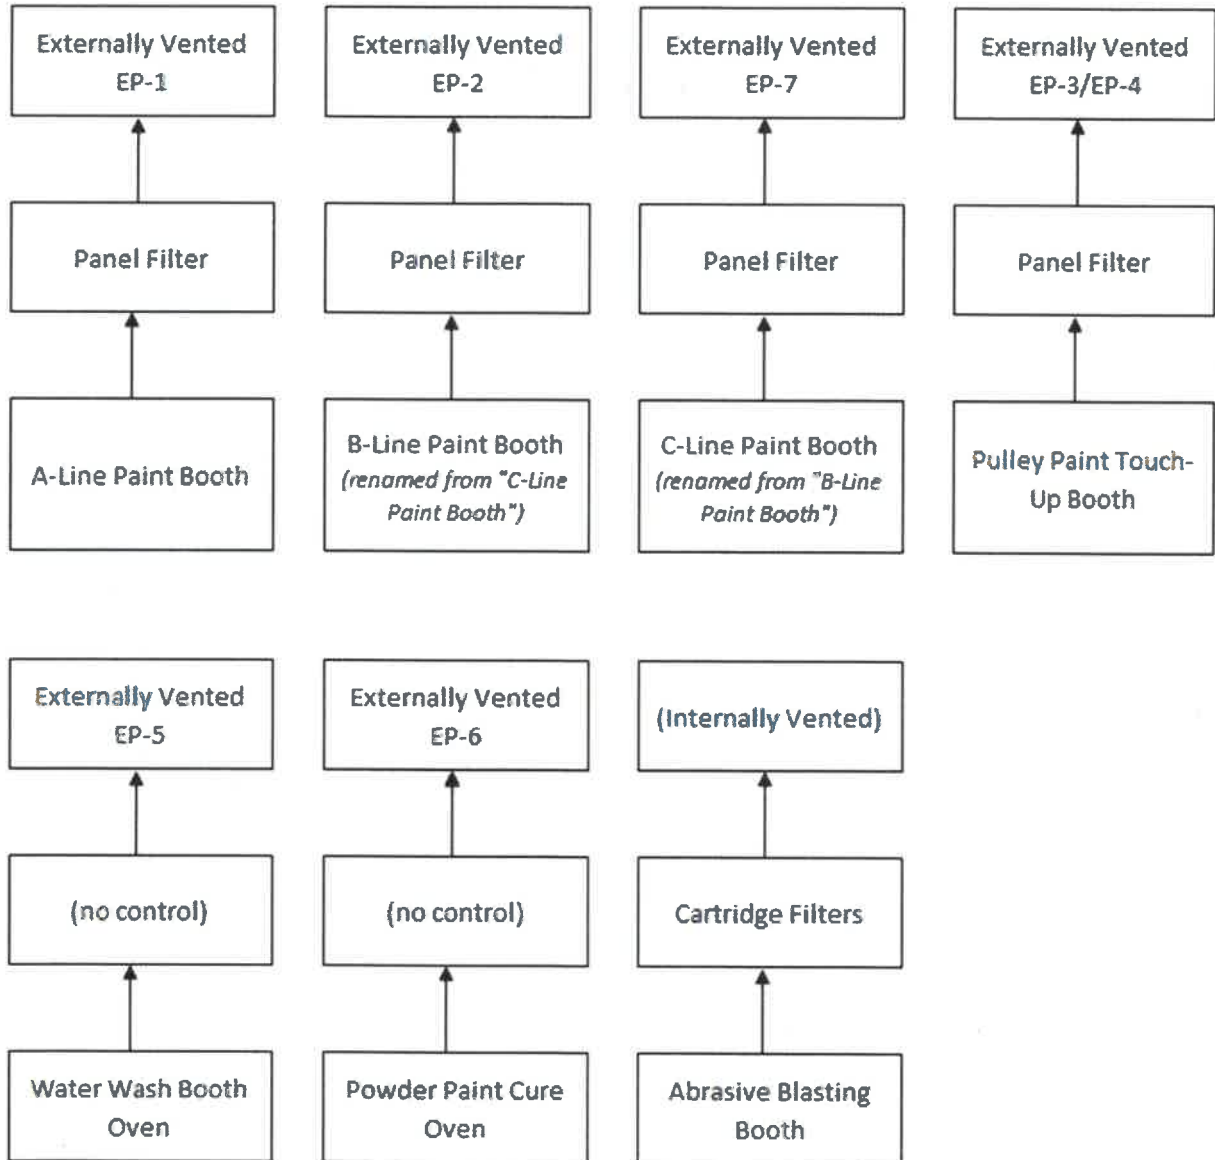 Externally Vented
EP-1
Externally Vented
EP-2
Externally Vented
EP-7
Externally Vented
EP-3/EP-4
Panel Filter
Panel Filter
Panel Filter
Panel Filter
A-Line Paint Booth
B-Line Paint Booth
(renamed from "C-Line
Paint Booth")
C-Line Paint Booth
(renamed from "B-Line
Paint Booth")
Pulley Paint Touch-
Up Booth
Externally Vented
EP-5
Externally Vented
EP-6
(Internally Vented)
(no control)
(no control)
Cartridge Filters
Water Wash Booth
Oven
Powder Paint Cure
Oven
Abrasive Blasting
Booth